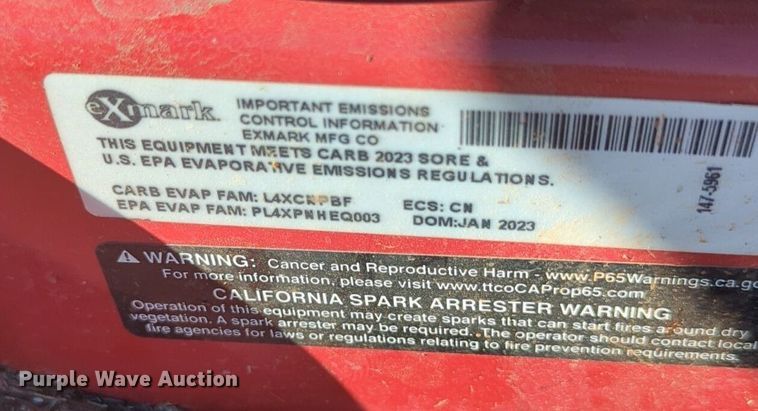 eXmark
IMPORTANT EMISSIONS
CONTROL INFORMATION
EXMARK MFG CO
THIS EQUIPMENT MEETS CARB 2023 SORE &
U.S. EPA EVAPORATIVE EMISSIONS REGULATIONS.
CARB EVAP FAM: L4XCNPBF ECS: CN
EPA EVAP FAM: PL4XPNHEQ003 DOM:JAN 2023
147-5961
WARNING: Cancer and Reproductive Harm - www.P65Warnings.ca.go
For more information, please visit www.ttcoCAProp65.com
CALIFORNIA SPARK ARRESTER WARNING
Operation of this equipment may create sparks that can start fires around dry
vegetation. A spark arrester may be required. The operator should contact local
fire agencies for laws or regulations relating to fire prevention requirements.
Purple Wave Auction